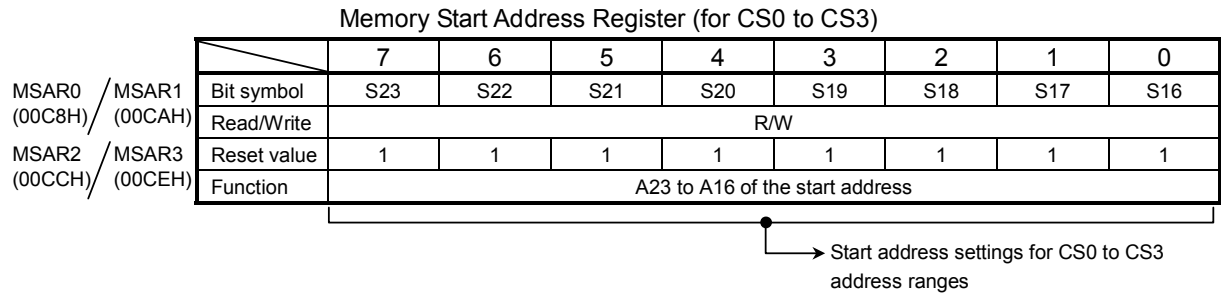 Memory Start Address Register (for CS0 to CS3)
7 6 5 4 3 2 1 0
MSAR0 / MSAR1 Bit symbol S23 S22 S21 S20 S19 S18 S17 S16
(00C8H) (00CAH) Read/Write R/W
MSAR2 / MSAR3 Reset value 1 1 1 1 1 1 1 1
(00CCH) (00CEH) Function A23 to A16 of the start address
Start address settings for CS0 to CS3
address ranges